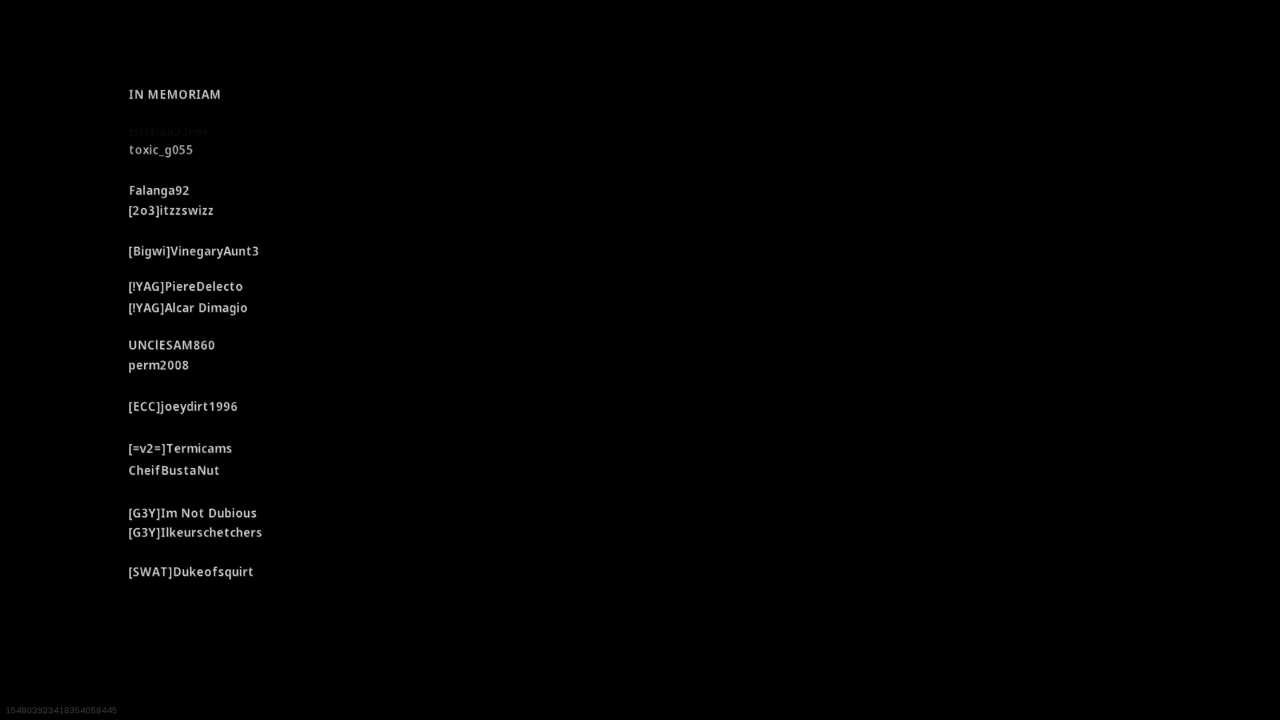 IN MEMORIAM
toxic_g055
Falanga92
[2o3]itzzswizz
[Bigwi]VinegaryAunt3
[!YAG]PiereDelecto
[!YAG]Alcar Dimagio
UNClESAM860
perm2008
[ECC]joeydirt1996
[=v2=]Termicams
CheifBustaNut
[G3Y]Im Not Dubious
[G3Y]Ilkeurschetchers
[SWAT]Dukeofsquirt
154803923418354058445